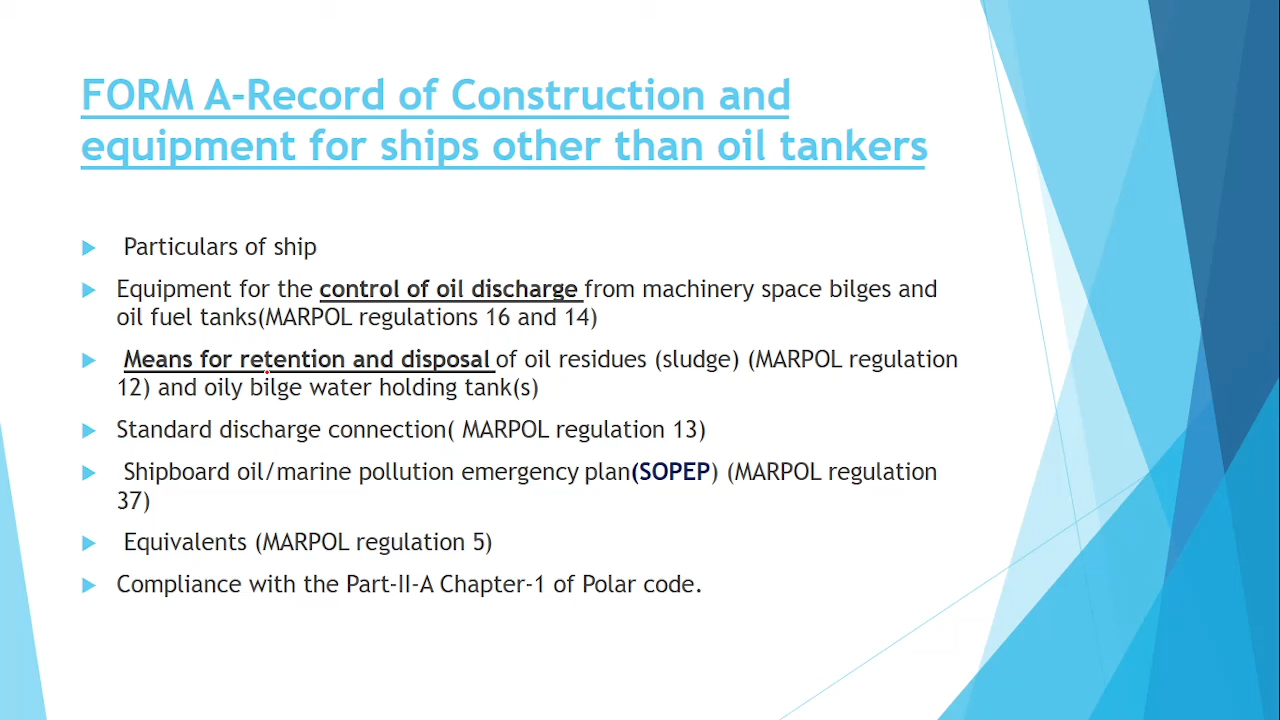 FORM A-Record of Construction and
equipment for ships other than oil tankers
Particulars of ship
Equipment for the control of oil discharge from machinery space bilges and
oil fuel tanks(MARPOL regulations 16 and 14)
Means for retention and disposal of oil residues (sludge) (MARPOL regulation
12) and oily bilge water holding tank(s)
Standard discharge connection( MARPOL regulation 13)
Shipboard oil/marine pollution emergency plan(SOPEP) (MARPOL regulation
37)
Equivalents (MARPOL regulation 5)
Compliance with the Part-II-A Chapter-1 of Polar code.